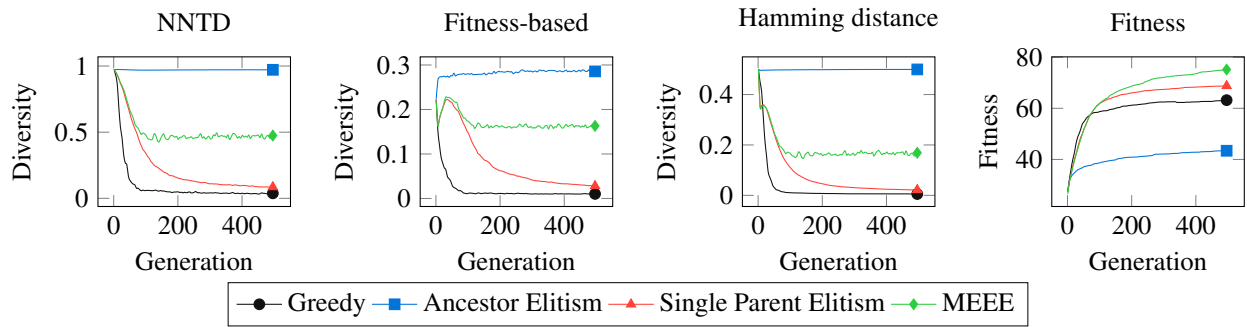 NNTD
Fitness-based
Hamming distance
Fitness
Diversity
1
0.5
0
0 200 400
Generation
Diversity
0.3
0.2
0.1
0
0 200 400
Generation
Diversity
0.4
0.2
0
0 200 400
Generation
Fitness
80
60
40
0 200 400
Generation
Greedy Ancestor Elitism Single Parent Elitism MEEE